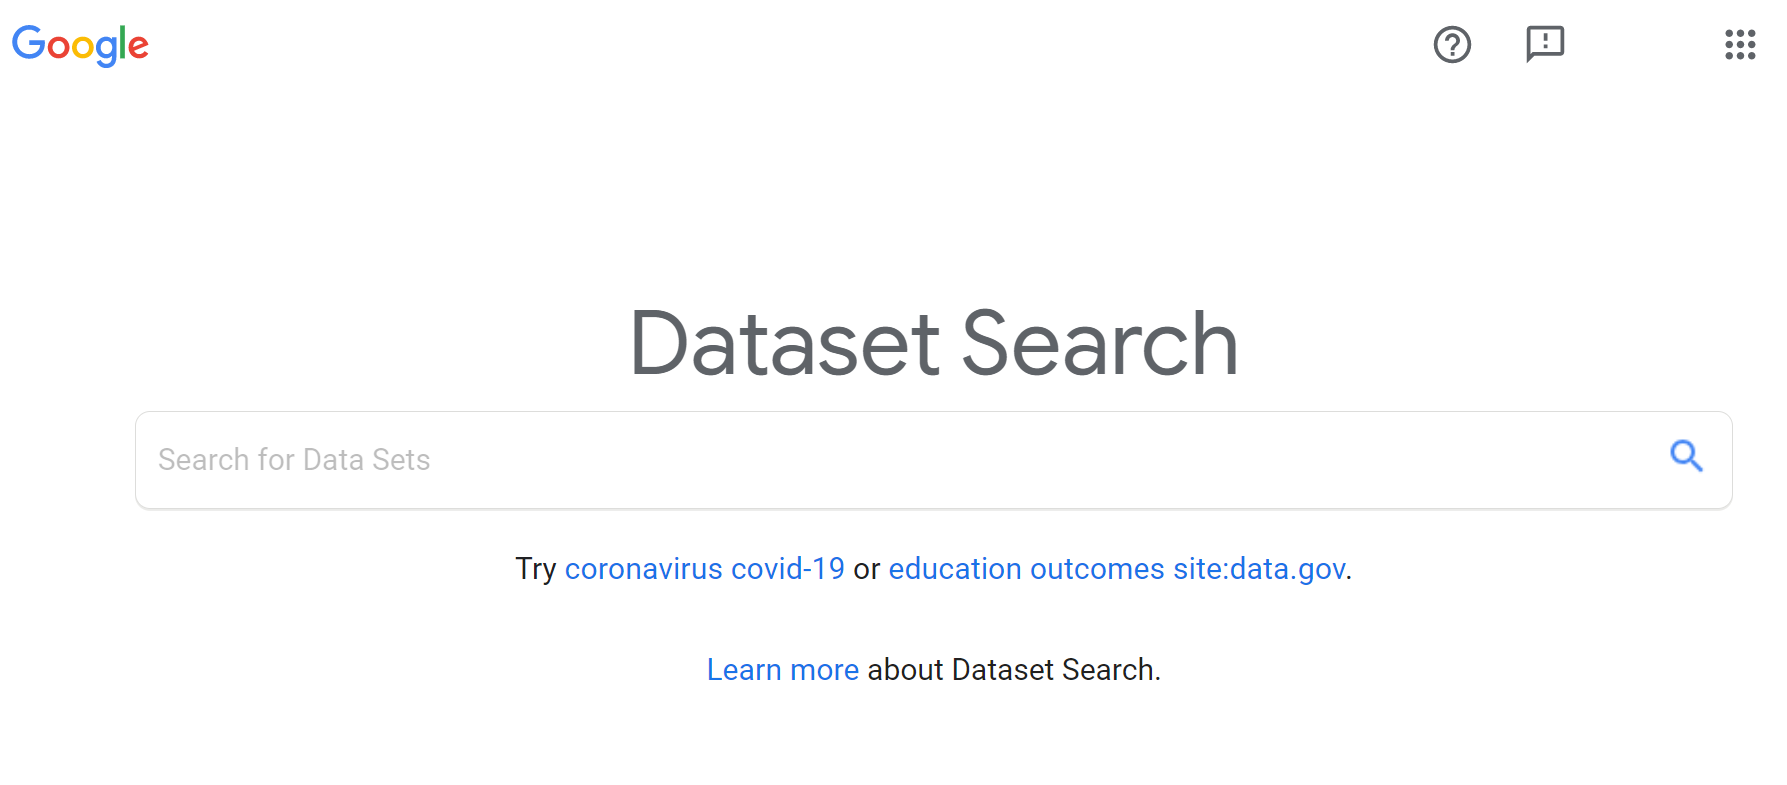 Google
Dataset Search
Search for Data Sets
Try coronavirus covid-19 or education outcomes site:data.gov.
Learn more about Dataset Search.